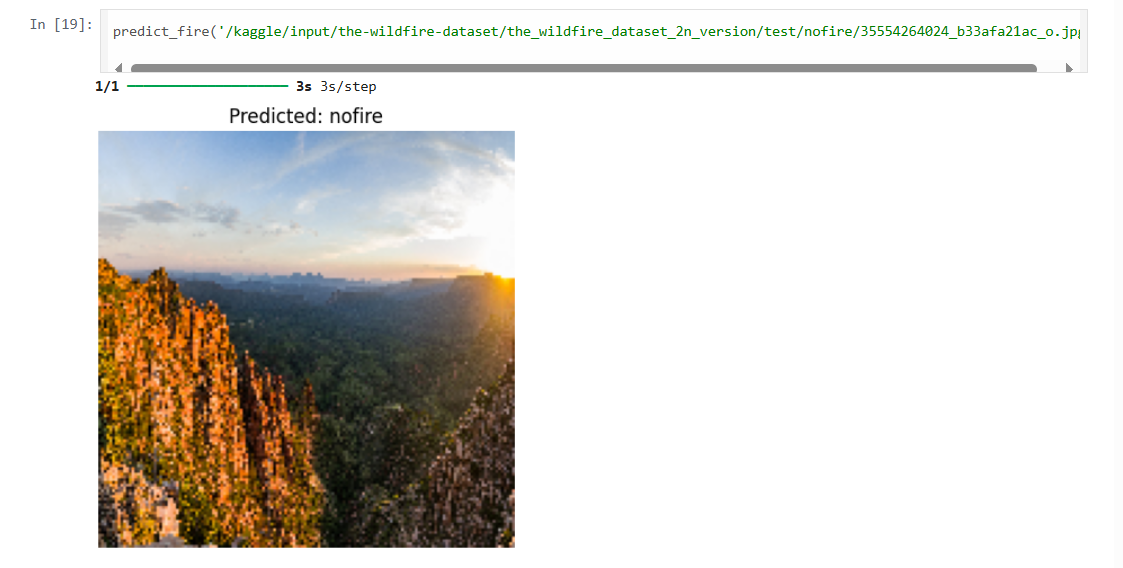 In [19]:
predict_fire('/kaggle/input/the-wildfire-dataset/the_wildfire_dataset_2n_version/test/nofire/35554264024_b33afa21ac_o.jpg
1/1 ━━━━━━━━━━━━━━━━━━━━ 3s 3s/step
Predicted: nofire